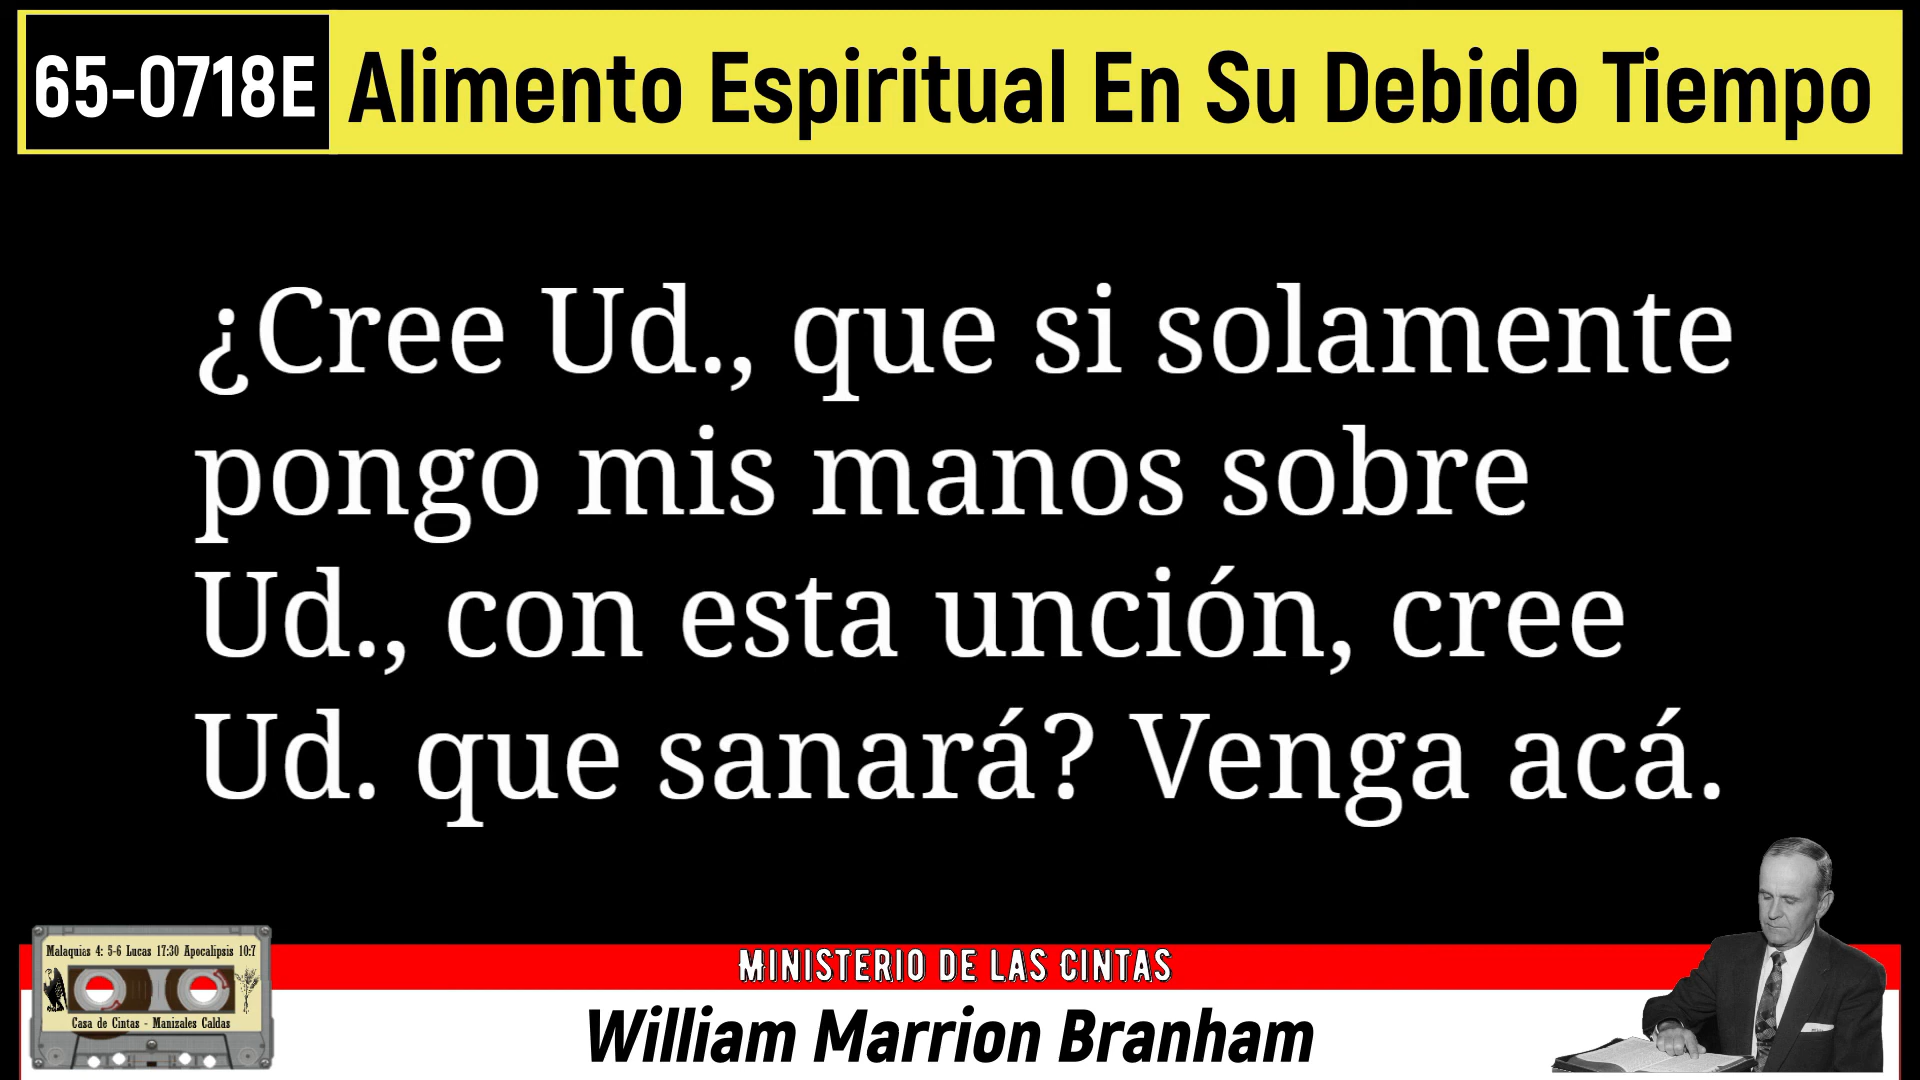 65-0718E Alimento Espiritual En Su Debido Tiempo
¿Cree Ud., que si solamente
pongo mis manos sobre
Ud., con esta unción, cree
Ud. que sanará? Venga acá.
Malaquias 4: 5-6 Lucas 17:30 Apocalipsis 10:7
Casa de Cintas - Manizales Caldas
MINISTERIO DE LAS CINTAS
William Marrion Branham